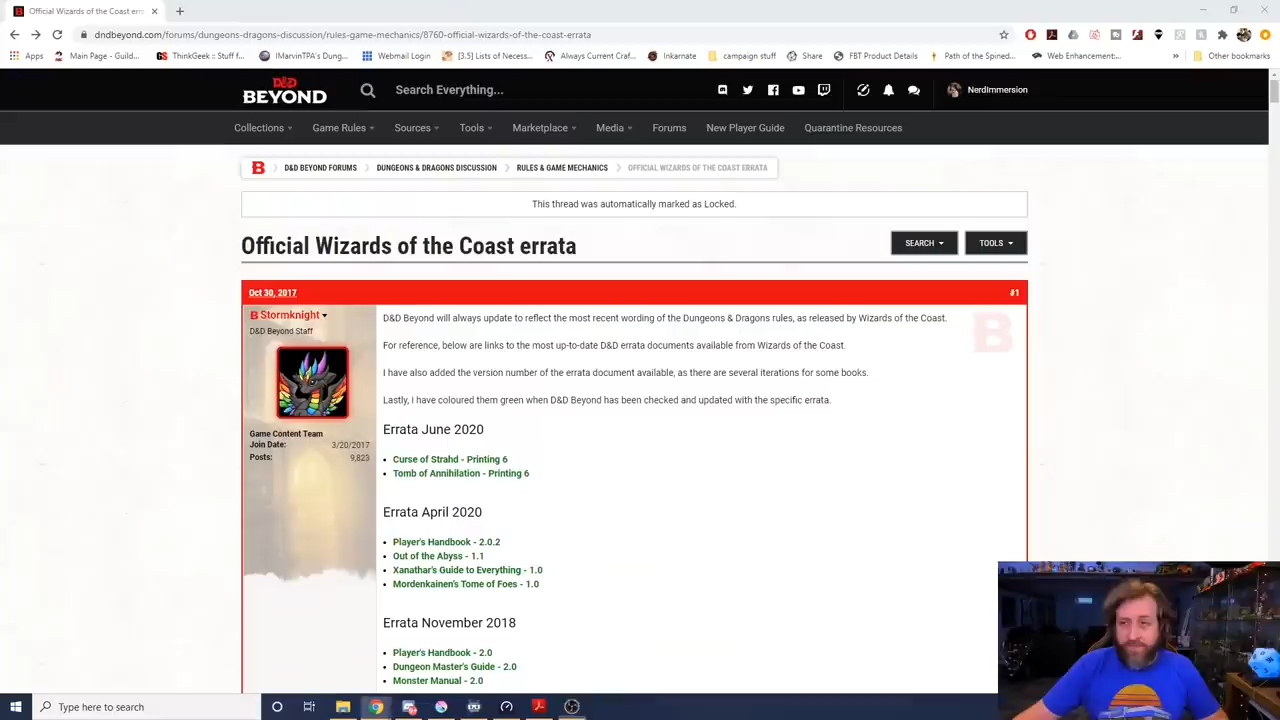 Official Wizards of the Coast err
dndbeyond.com/forums/dungeons-dragons-discussion/rules-game-mechanics/8760-official-wizards-of-the-coast-errata
Apps
Main Page - Guild...
ThinkGeek :: Stuff f...
IMarvinTPA's Dung...
Webmail Login
[3.5] Lists of Necess...
Always Current Craf...
Inkarnate
campaign stuff
Share
FBT Product Details
Path of the Spined...
Web Enhancement:...
»
Other bookmarks
D&D
BEYOND
Search Everything...
NerdImmersion
Collections
Game Rules
Sources
Tools
Marketplace
Media
Forums
New Player Guide
Quarantine Resources
D&D BEYOND FORUMS
DUNGEONS & DRAGONS DISCUSSION
RULES & GAME MECHANICS
OFFICIAL WIZARDS OF THE COAST ERRATA
This thread was automatically marked as Locked.
Official Wizards of the Coast errata
SEARCH
TOOLS
Oct 30, 2017
#1
B Stormknight
D&D Beyond Staff
Game Content Team
Join Date: 3/20/2017
Posts: 9,823
D&D Beyond will always update to reflect the most recent wording of the Dungeons & Dragons rules, as released by Wizards of the Coast.
For reference, below are links to the most up-to-date D&D errata documents available from Wizards of the Coast.
I have also added the version number of the errata document available, as there are several iterations for some books.
Lastly, I have coloured them green when D&D Beyond has been checked and updated with the specific errata.
Errata June 2020
• Curse of Strahd - Printing 6
• Tomb of Annihilation - Printing 6
Errata April 2020
• Player's Handbook - 2.0.2
• Out of the Abyss - 1.1
• Xanathar's Guide to Everything - 1.0
• Mordenkainen's Tome of Foes - 1.0
Errata November 2018
• Player's Handbook - 2.0
• Dungeon Master's Guide - 2.0
• Monster Manual - 2.0
Type here to search